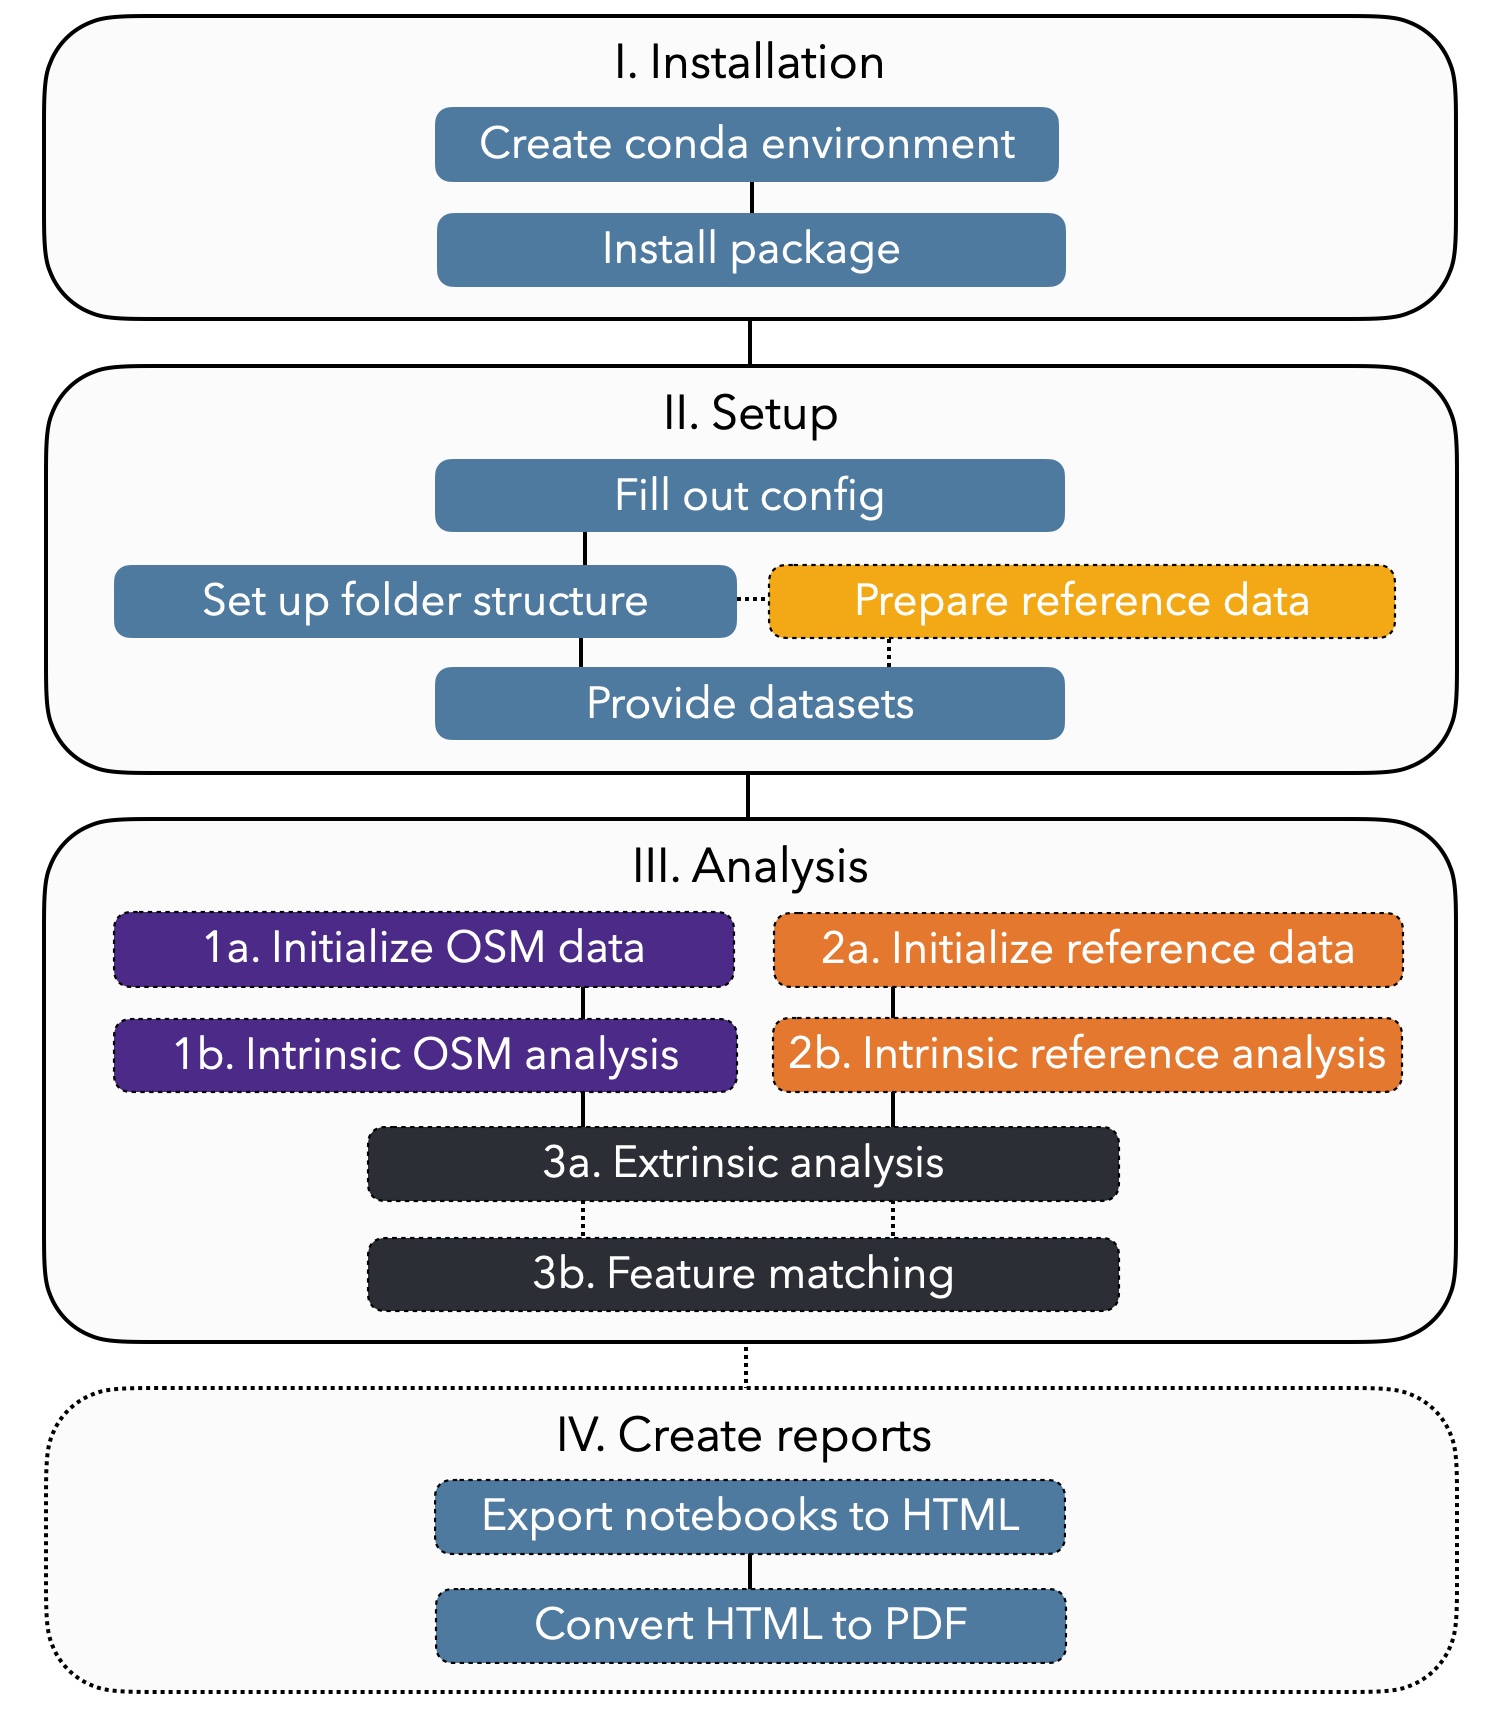 I. Installation
Create conda environment
Install package
II. Setup
Fill out config
Set up folder structure
Prepare reference data
Provide datasets
III. Analysis
1a. Initialize OSM data
2a. Initialize reference data
1b. Intrinsic OSM analysis
2b. Intrinsic reference analysis
3a. Extrinsic analysis
3b. Feature matching
IV. Create reports
Export notebooks to HTML
Convert HTML to PDF